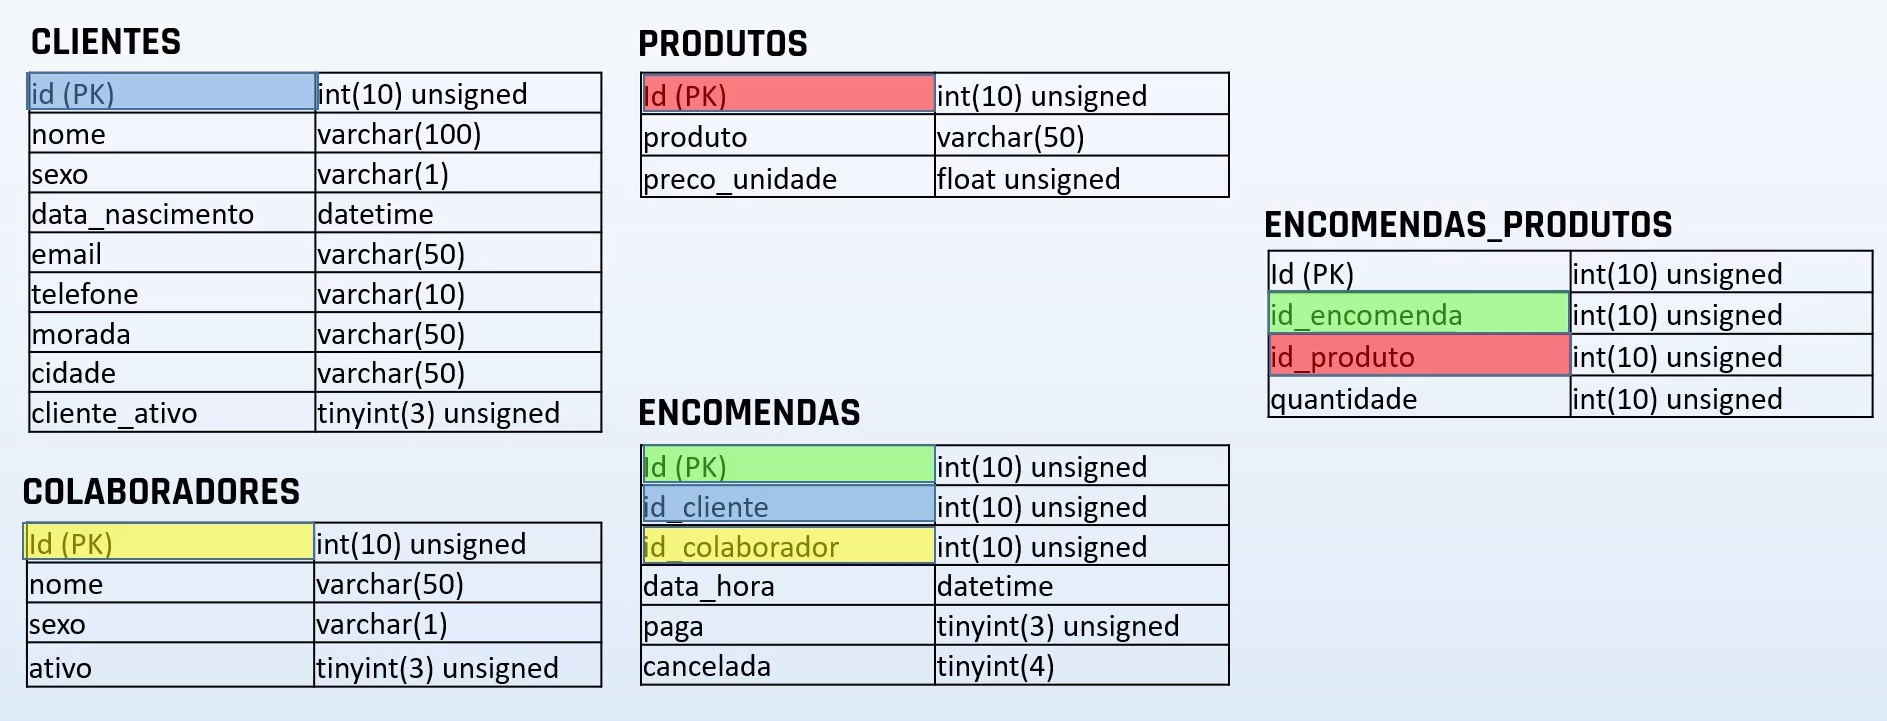 CLIENTES
id (PK) int(10) unsigned
nome varchar(100)
sexo varchar(1)
data_nascimento datetime
email varchar(50)
telefone varchar(10)
morada varchar(50)
cidade varchar(50)
cliente_ativo tinyint(3) unsigned
COLABORADORES
Id (PK) int(10) unsigned
nome varchar(50)
sexo varchar(1)
ativo tinyint(3) unsigned
PRODUTOS
Id (PK) int(10) unsigned
produto varchar(50)
preco_unidade float unsigned
ENCOMENDAS
Id (PK) int(10) unsigned
id_cliente int(10) unsigned
id_colaborador int(10) unsigned
data_hora datetime
paga tinyint(3) unsigned
cancelada tinyint(4)
ENCOMENDAS_PRODUTOS
Id (PK) int(10) unsigned
id_encomenda int(10) unsigned
id_produto int(10) unsigned
quantidade int(10) unsigned